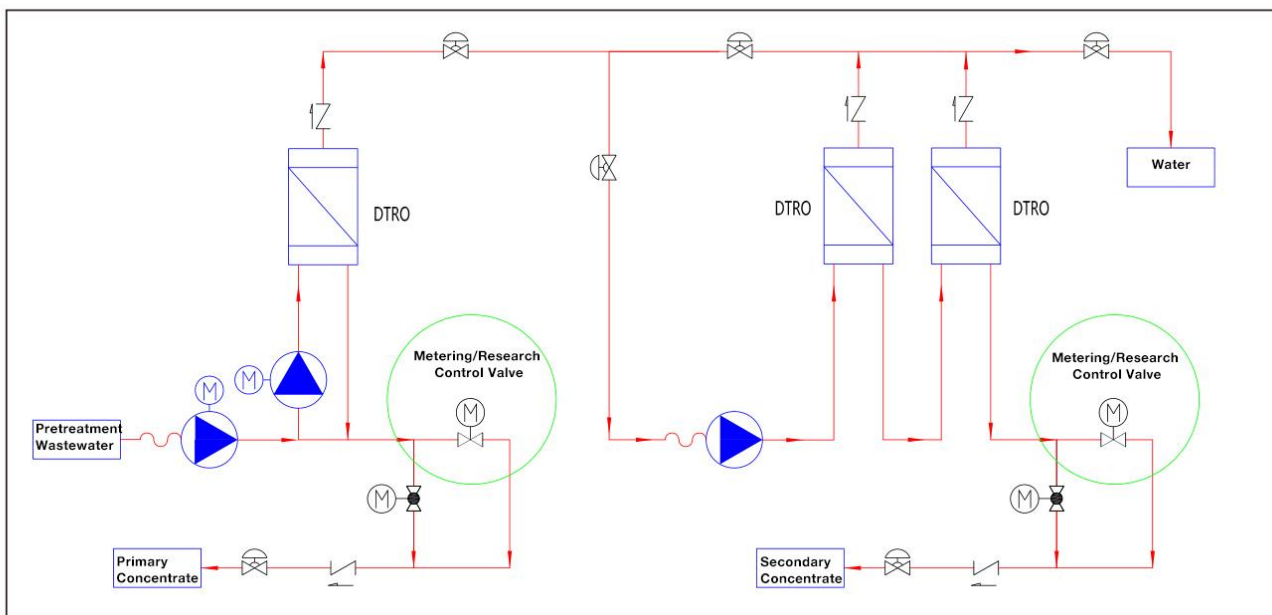 Water
DTRO
DTRO
DTRO
Metering/Research
Control Valve
Metering/Research
Control Valve
M
M
M
M
Pretreatment
Wastewater
M
M
Primary
Concentrate
Secondary
Concentrate